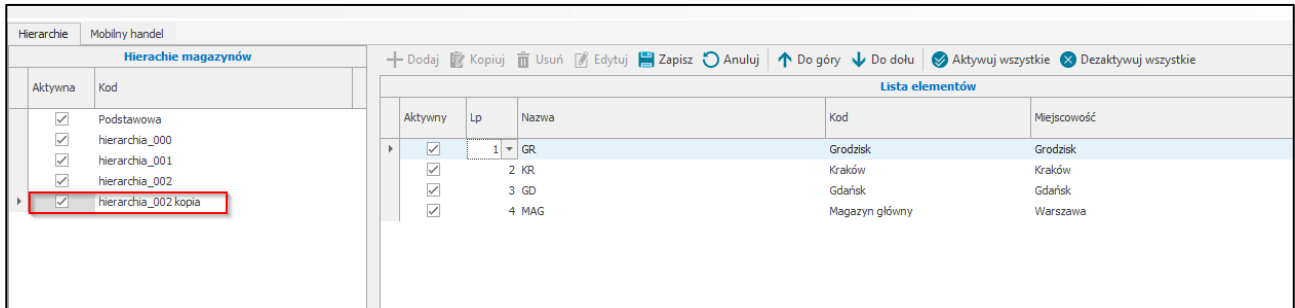 Hierarchie Mobilny handel
Hierachie magazynów
Aktywna Kod
Podstawowa
hierarchia_000
hierarchia_001
hierarchia_002
hierarchia_002 kopia
Dodaj Kopiuj Usuń Edytuj Zapisz Anuluj Do góry Do dołu Aktywuj wszystkie Dezaktywuj wszystkie
Lista elementów
Aktywny Lp Nazwa Kod Miejscowość
1 GR Grodzisk Grodzisk
2 KR Kraków Kraków
3 GD Gdańsk Gdańsk
4 MAG Magazyn główny Warszawa